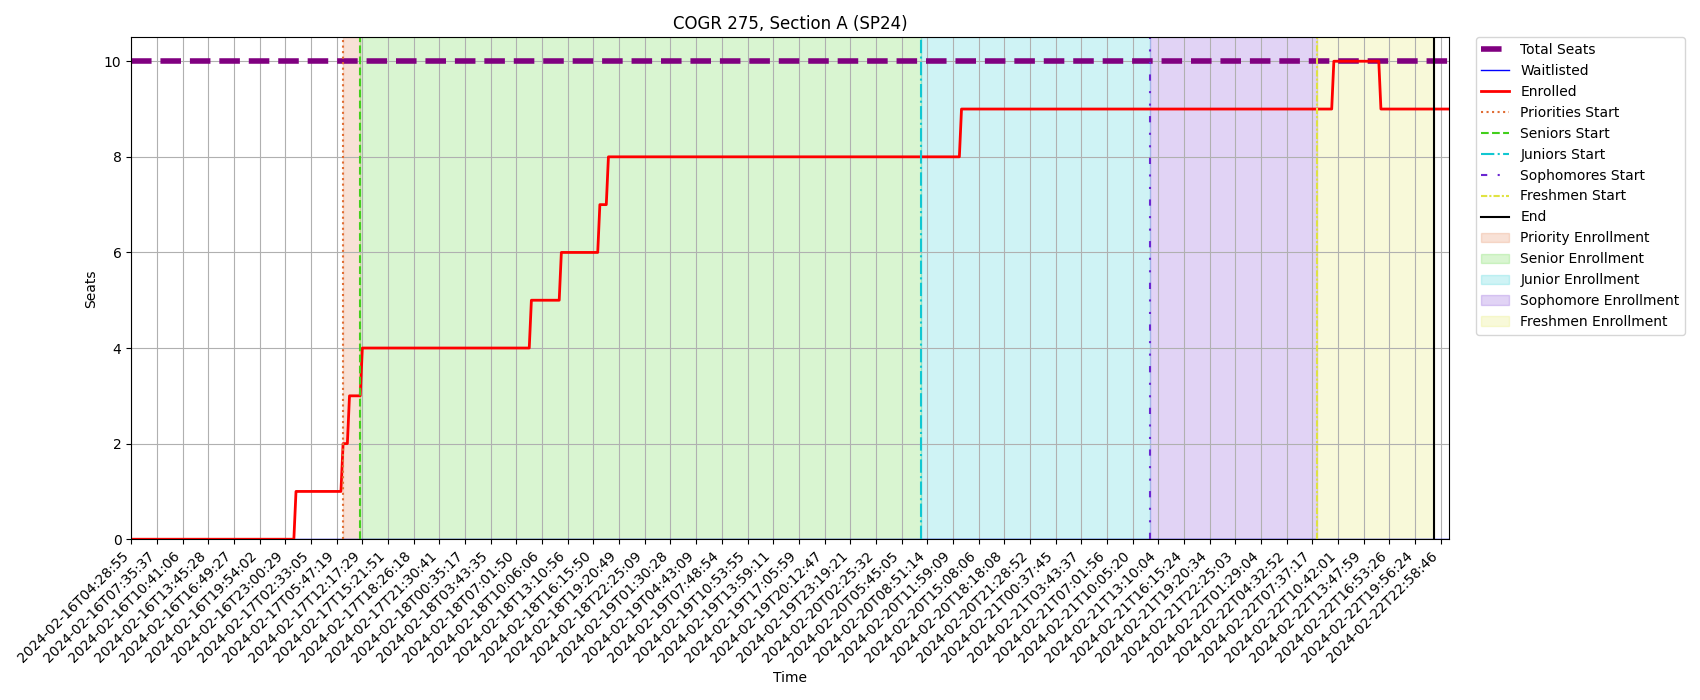 COGR 275, Section A (SP24)
10
8
6
4
2
0
Seats
2024-02-16T04:28:55
2024-02-16T07:35:37
2024-02-16T10:41:06
2024-02-16T13:45:28
2024-02-16T16:49:27
2024-02-16T19:54:02
2024-02-16T23:00:29
2024-02-17T02:33:05
2024-02-17T05:47:19
2024-02-17T12:17:29
2024-02-17T15:21:51
2024-02-17T18:26:18
2024-02-17T21:30:41
2024-02-18T00:35:17
2024-02-18T03:43:35
2024-02-18T07:01:50
2024-02-18T10:06:06
2024-02-18T13:10:56
2024-02-18T16:15:50
2024-02-18T19:20:49
2024-02-18T22:25:09
2024-02-19T01:30:28
2024-02-19T04:43:09
2024-02-19T07:48:54
2024-02-19T10:53:55
2024-02-19T13:59:11
2024-02-19T17:05:59
2024-02-19T20:12:47
2024-02-19T23:19:21
2024-02-20T02:25:32
2024-02-20T05:45:05
2024-02-20T08:51:14
2024-02-20T11:59:09
2024-02-20T15:08:06
2024-02-20T18:18:08
2024-02-20T21:28:52
2024-02-21T00:37:45
2024-02-21T03:43:37
2024-02-21T07:01:56
2024-02-21T10:05:20
2024-02-21T13:10:04
2024-02-21T16:15:24
2024-02-21T19:20:34
2024-02-21T22:25:03
2024-02-22T01:29:04
2024-02-22T04:32:52
2024-02-22T07:37:17
2024-02-22T10:42:01
2024-02-22T13:47:59
2024-02-22T16:53:26
2024-02-22T19:56:24
2024-02-22T22:58:46
Time
Total Seats
Waitlisted
Enrolled
Priorities Start
Seniors Start
Juniors Start
Sophomores Start
Freshmen Start
End
Priority Enrollment
Senior Enrollment
Junior Enrollment
Sophomore Enrollment
Freshmen Enrollment